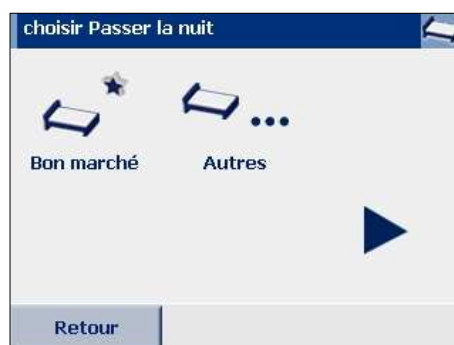 choisir Passer la nuit
Bon marché
Autres
Retour